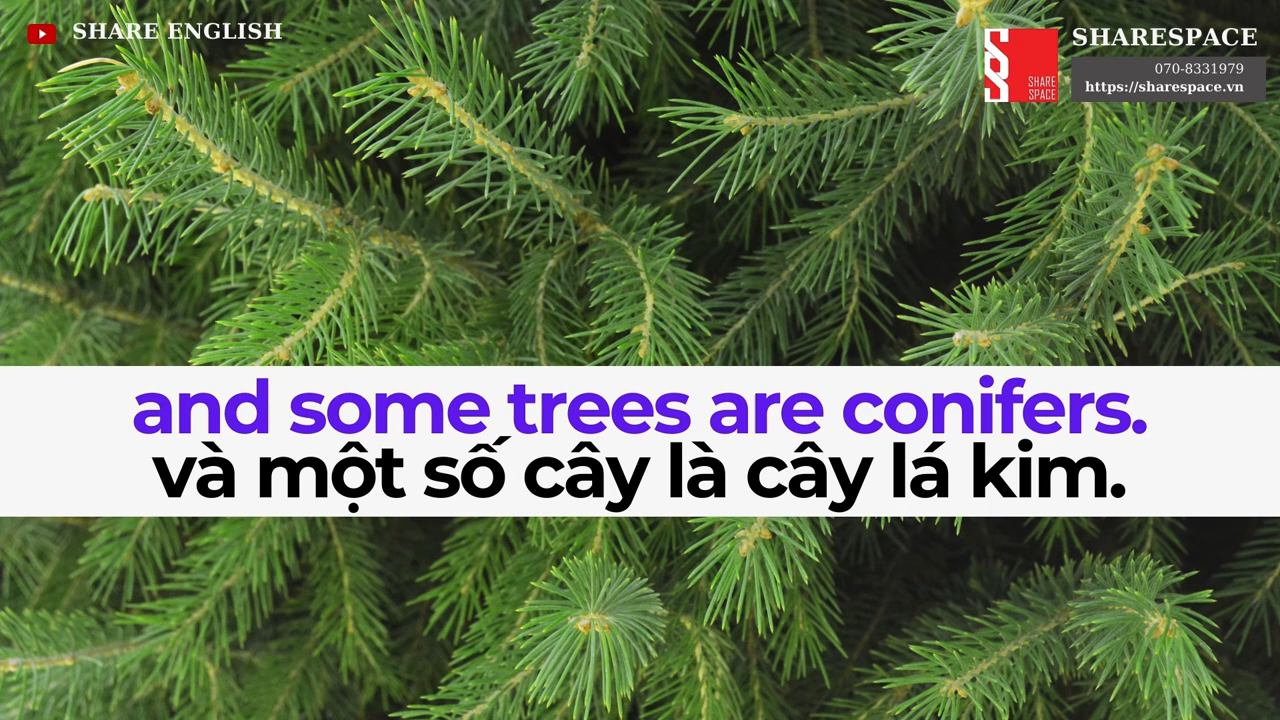 SHARE ENGLISH
SHARESPACE
070-8331979
https://sharespace.vn
SHARE
SPACE
and some trees are conifers.
và một số cây là cây lá kim.